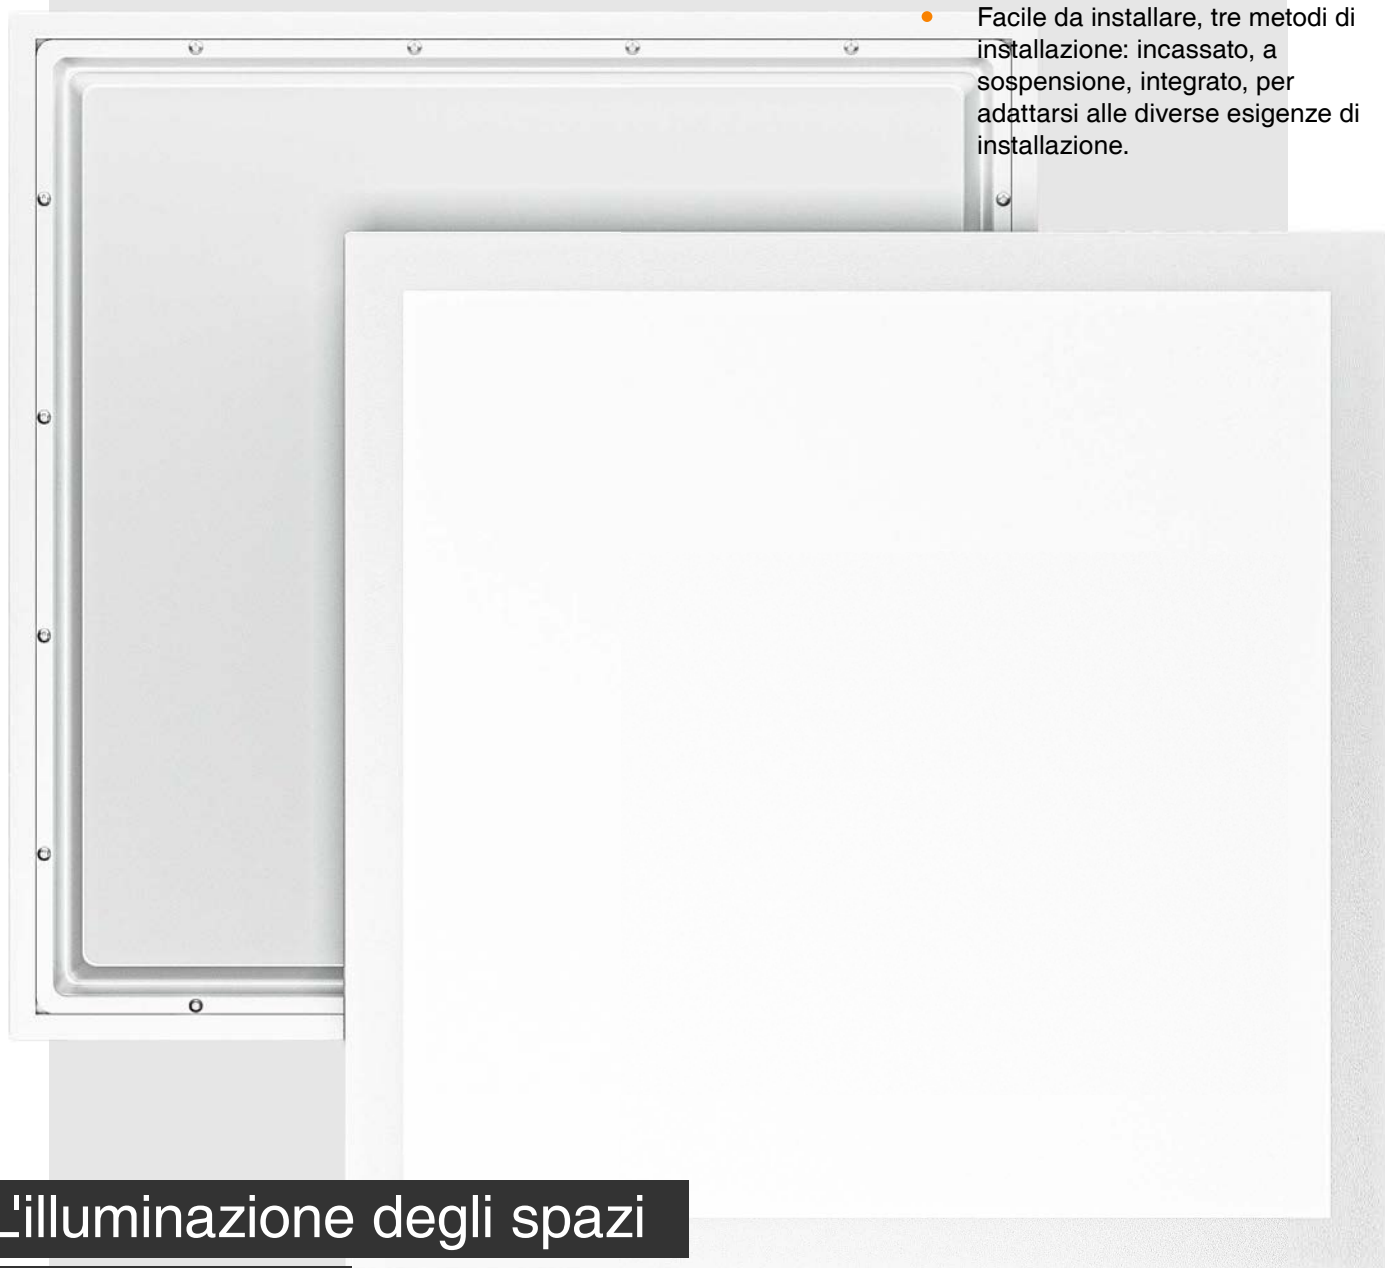 Facile da installare, tre metodi di
installazione: incassato, a
sospensione, integrato, per
adattarsi alle diverse esigenze di
installazione.
L'illuminazione degli spazi